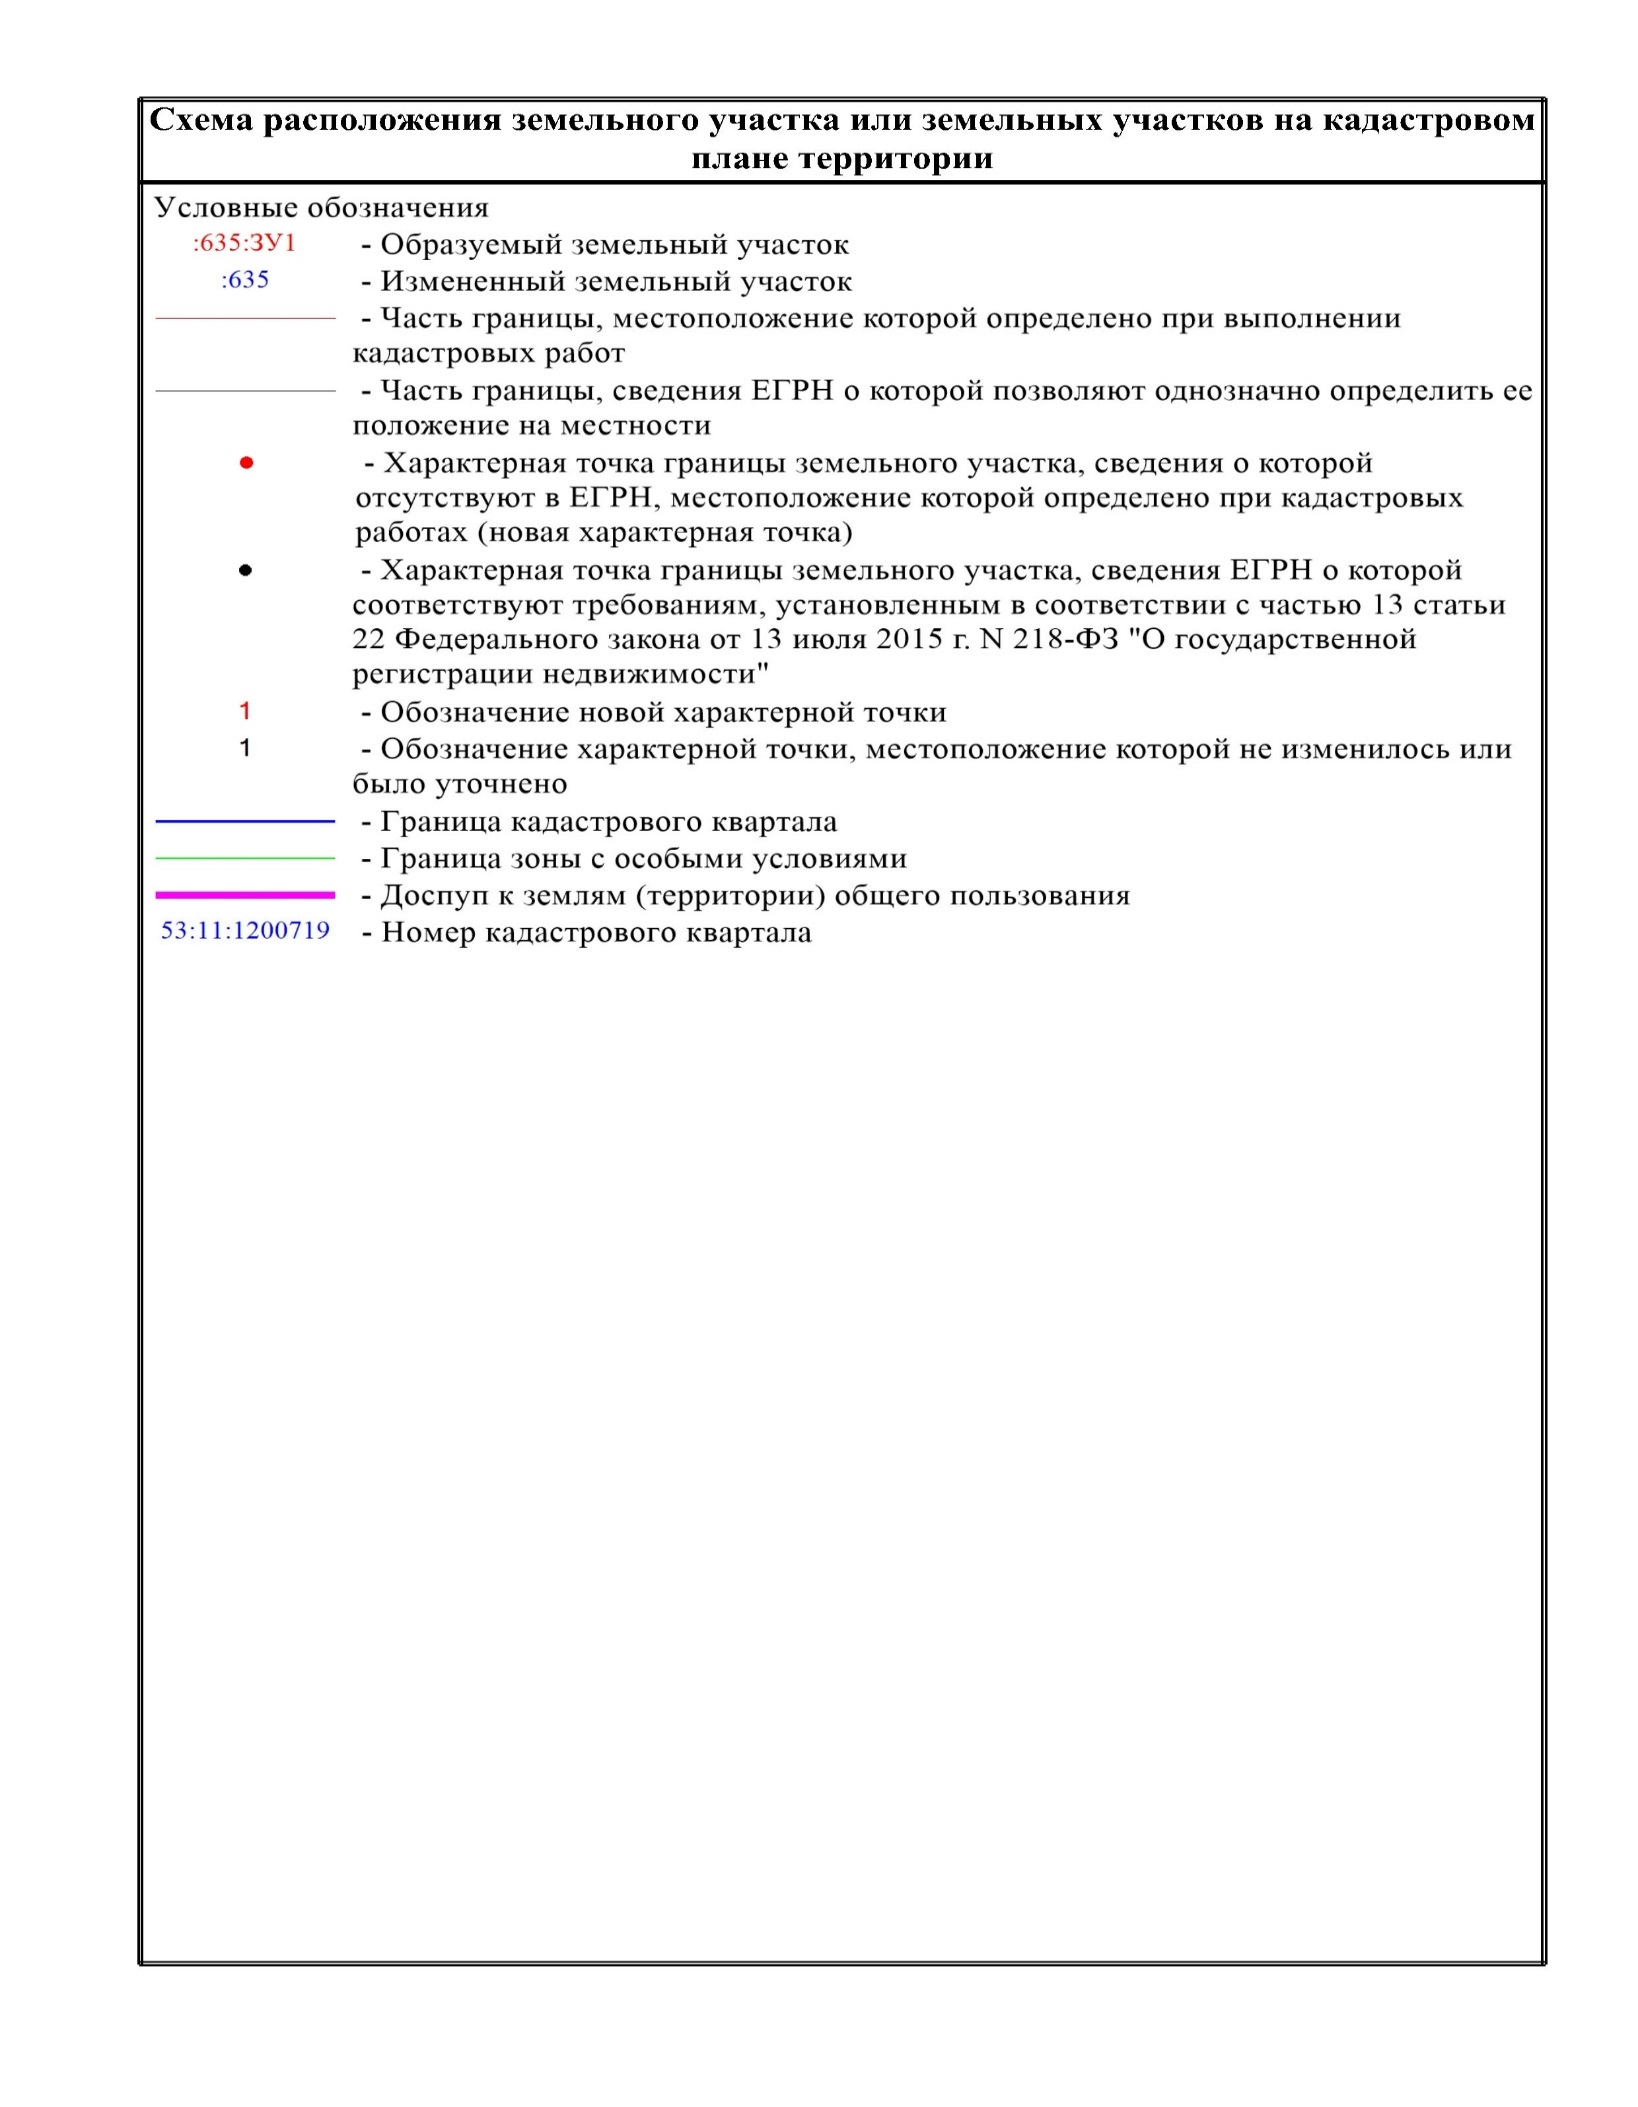 Схема расположения земельного участка или земельных участков на кадастровом
плане территории
Условные обозначения
:635:ЗУ1 - Образуемый земельный участок
:635 - Измененный земельный участок
- Часть границы, местоположение которой определено при выполнении
кадастровых работ
- Часть границы, сведения ЕГРН о которой позволяют однозначно определить ее
положение на местности
- Характерная точка границы земельного участка, сведения о которой
отсутствуют в ЕГРН, местоположение которой определено при кадастровых
работах (новая характерная точка)
- Характерная точка границы земельного участка, сведения ЕГРН о которой
соответствуют требованиям, установленным в соответствии с частью 13 статьи
22 Федерального закона от 13 июля 2015 г. N 218-ФЗ "О государственной
регистрации недвижимости"
1 - Обозначение новой характерной точки
1 - Обозначение характерной точки, местоположение которой не изменилось или
было уточнено
- Граница кадастрового квартала
- Граница зоны с особыми условиями
- Доспуп к землям (территории) общего пользования
53:11:1200719 - Номер кадастрового квартала